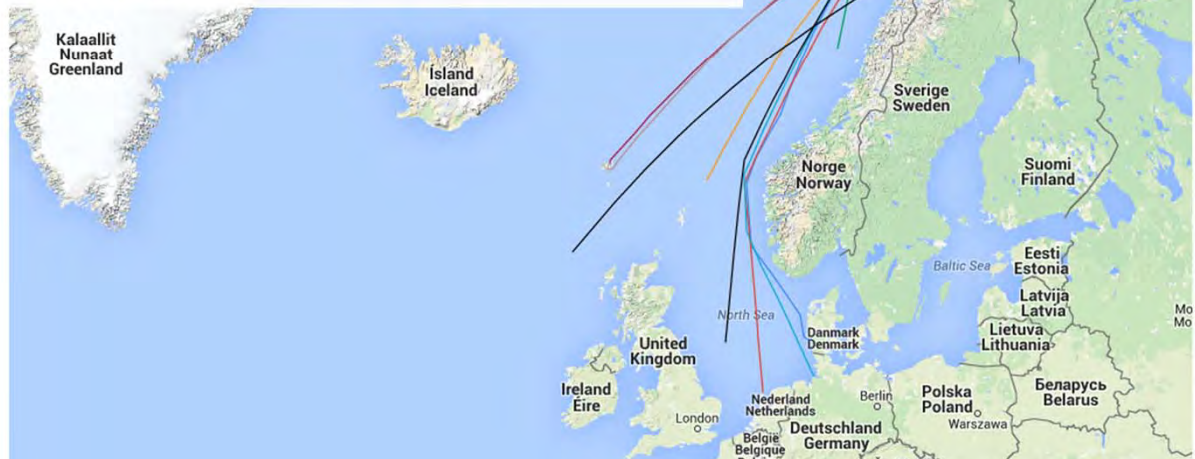 Kalaallit
Nunaat
Greenland
Ísland
Iceland
Sverige
Sweden
Norge
Norway
Suomi
Finland
Baltic Sea
Eesti
Estonia
Latvija
Latvia
Lietuva
Lithuania
Mo
Mo
North Sea
Danmark
Denmark
United
Kingdom
Ireland
Éire
Nederland
Netherlands
Berlin
Polska
Poland
Warszawa
Беларусь
Belarus
London
Deutschland
Germany
België
Belgique